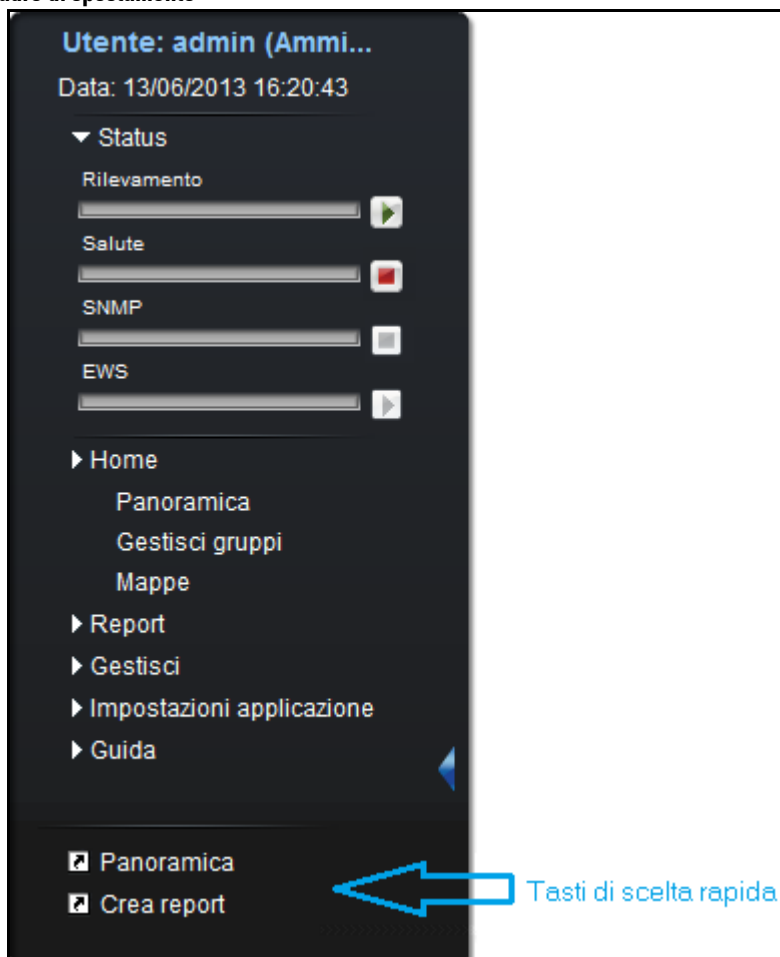 Utente: admin (Ammi...
Data: 13/06/2013 16:20:43
Status
Rilevamento
Salute
SNMP
EWS
Home
Panoramica
Gestisci gruppi
Mappe
Report
Gestisci
Impostazioni applicazione
Guida
Panoramica
Crea report
Tasti di scelta rapida